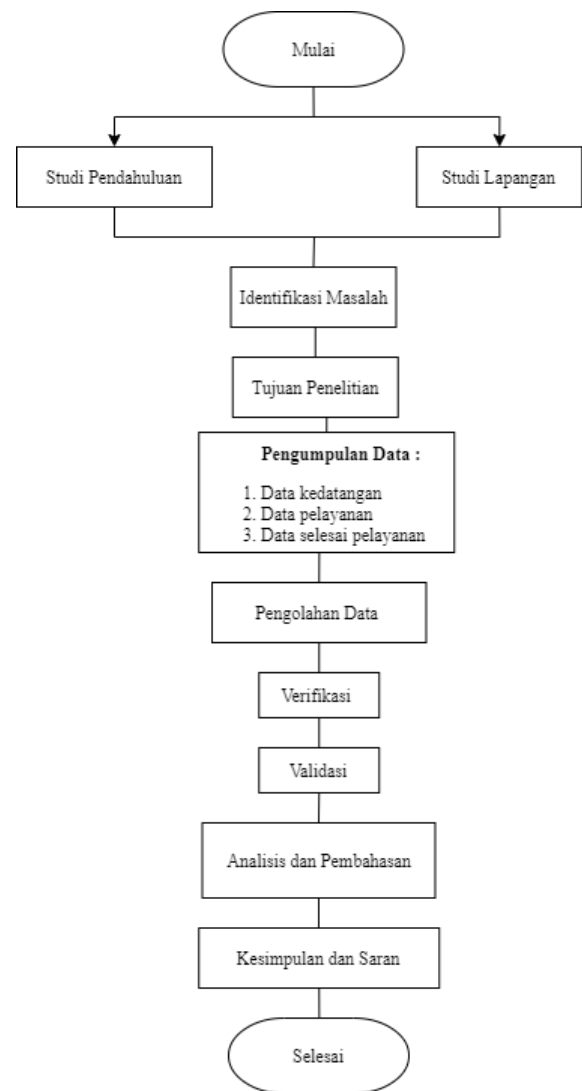 Mulai
Studi Pendahuluan
Studi Lapangan
Identifikasi Masalah
Tujuan Penelitian
Pengumpulan Data :
1. Data kedatangan
2. Data pelayanan
3. Data selesai pelayanan
Pengolahan Data
Verifikasi
Validasi
Analisis dan Pembahasan
Kesimpulan dan Saran
Selesai